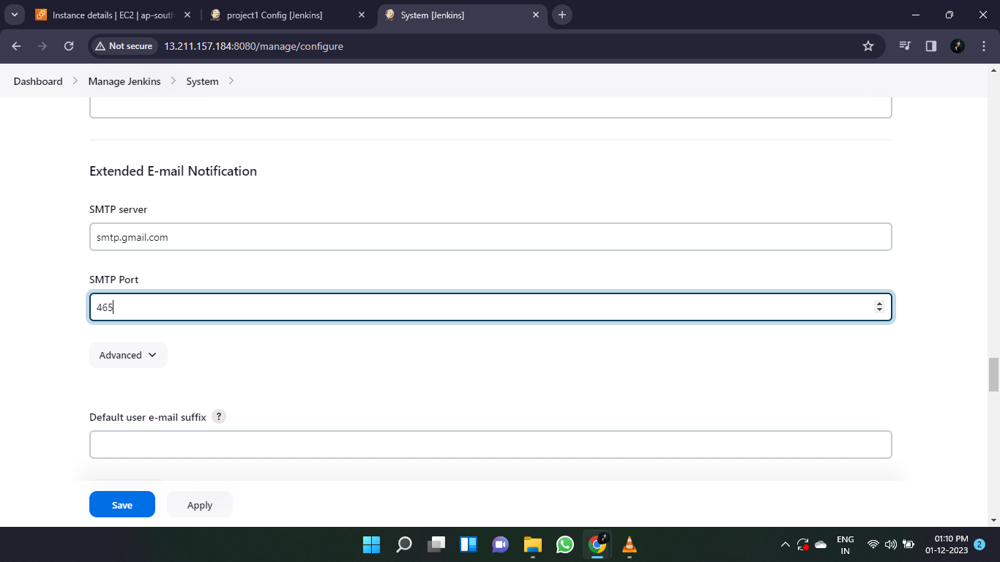 Instance details | EC2 | ap-south
project1 Config [Jenkins]
System [Jenkins]
Not secure
13.211.157.184:8080/manage/configure
Dashboard
Manage Jenkins
System
Extended E-mail Notification
SMTP server
smtp.gmail.com
SMTP Port
465
Advanced
Default user e-mail suffix ?
Save
Apply
ENG
IN
01:10 PM
01-12-2023
2